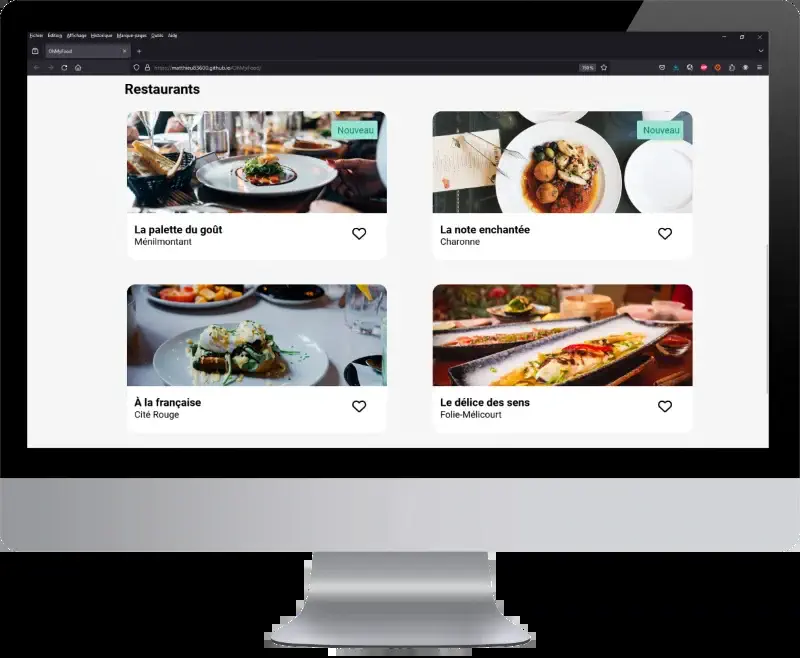 Fichier Édition Affichage Historique Marque-pages Outils Aide
OhMyFood
https://matthieu83600.github.io/OhMyFood/
Restaurants
Nouveau
Nouveau
La palette du goût
Ménilmontant
La note enchantée
Charonne
À la française
Cité Rouge
Le délice des sens
Folie-Mélicourt